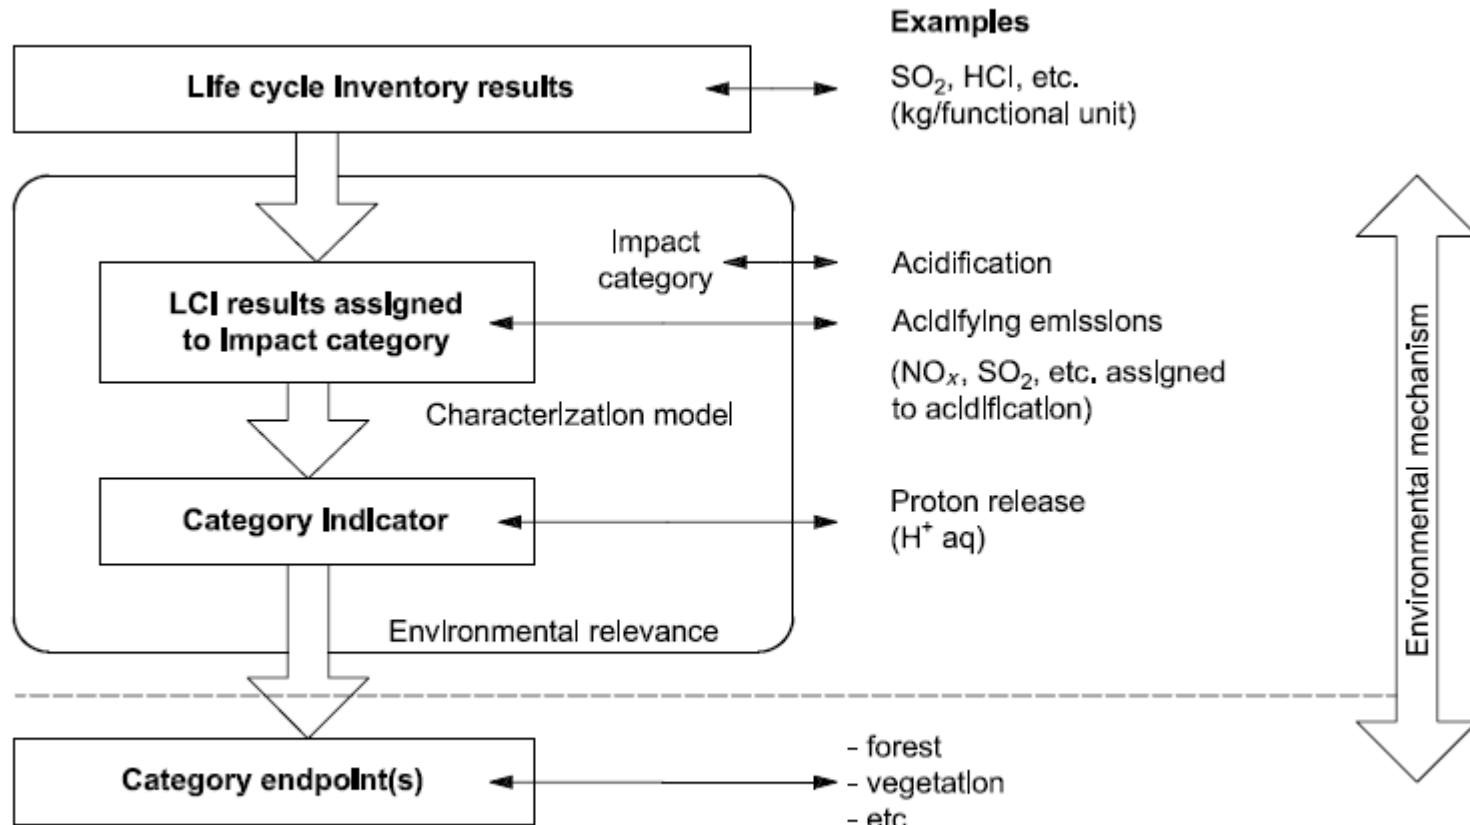 Examples
Life cycle Inventory results
SO₂, HCl, etc.
(kg/functional unit)
Impact
category
Acidification
LCI results assigned
to Impact category
Acidifying emissions
(NOₓ, SO₂, etc. assigned
to acidification)
Characterization model
Category Indicator
Proton release
(H⁺ aq)
Environmental relevance
Environmental mechanism
Category endpoint(s)
- forest
- vegetation
- etc